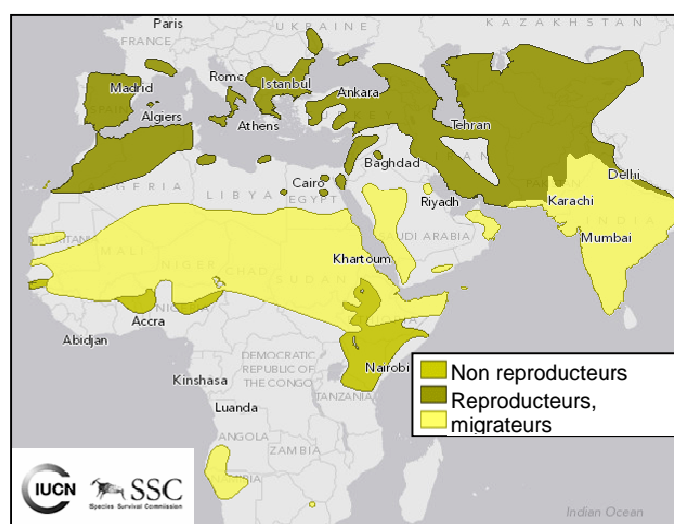 Paris
UKRAINE
KAZAKHSTAN
FRANCE
Rome
Istanbul
Madrid
SPAIN
Ankara
Algiers
Athens
Tehran
Baghdad
IRAN
Cairo
Delhi
LIBYA
EGYPT
Riyadh
Karachi
INDIA
SAUDI ARABIA
Mumbai
MALI
NIGER
CHAD
SUDAN
Khartoum
Accra
Abidjan
DEMOCRATIC
REPUBLIC OF
THE CONGO
Nairobi
Kinshasa
TANZANIA
Luanda
ANGOLA
ZAMBIA
Non reproducteurs
Reproducteurs,
migrateurs
IUCN
SSC
Species Survival Commission
Indian Ocean